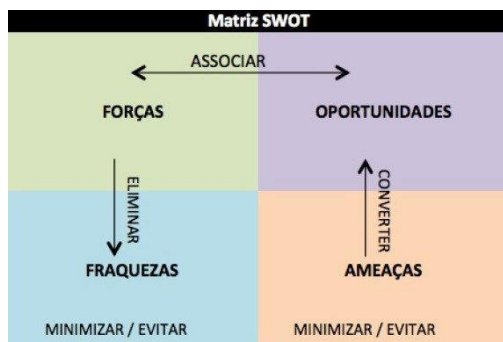 Matriz SWOT
ASSOCIAR
FORÇAS
OPORTUNIDADES
ELIMINAR
CONVERTER
FRAQUEZAS
AMEAÇAS
MINIMIZAR / EVITAR
MINIMIZAR / EVITAR